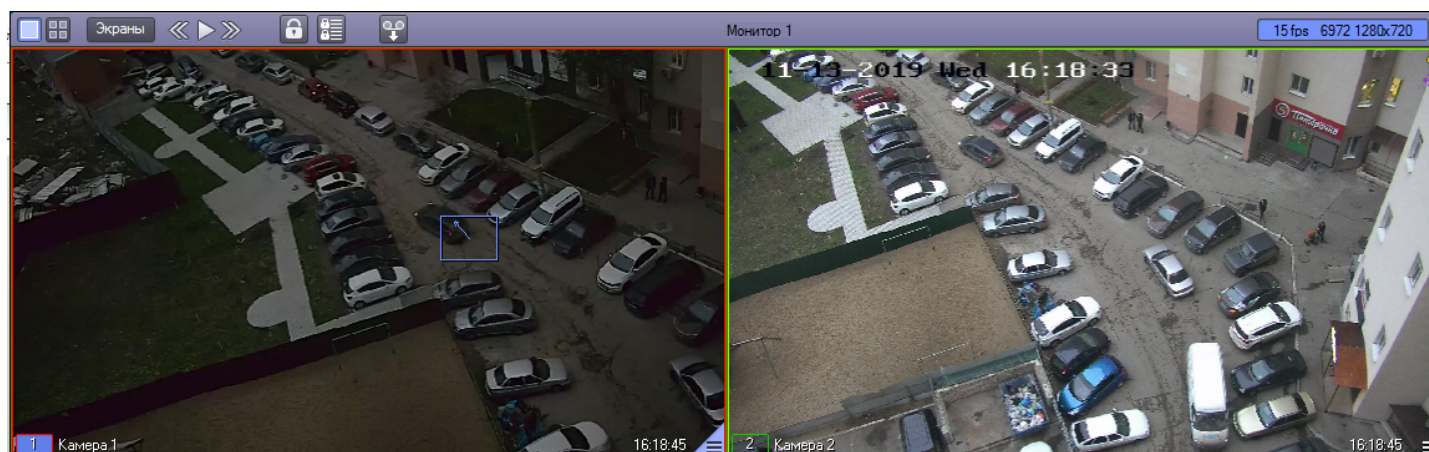 Экраны
Монитор 1
15 fps 6972 1280x720
11-13-2019 Wed 16:18:33
Пятёрочка
1 Камера 1
16:18:45
2 Камера 2
16:18:45